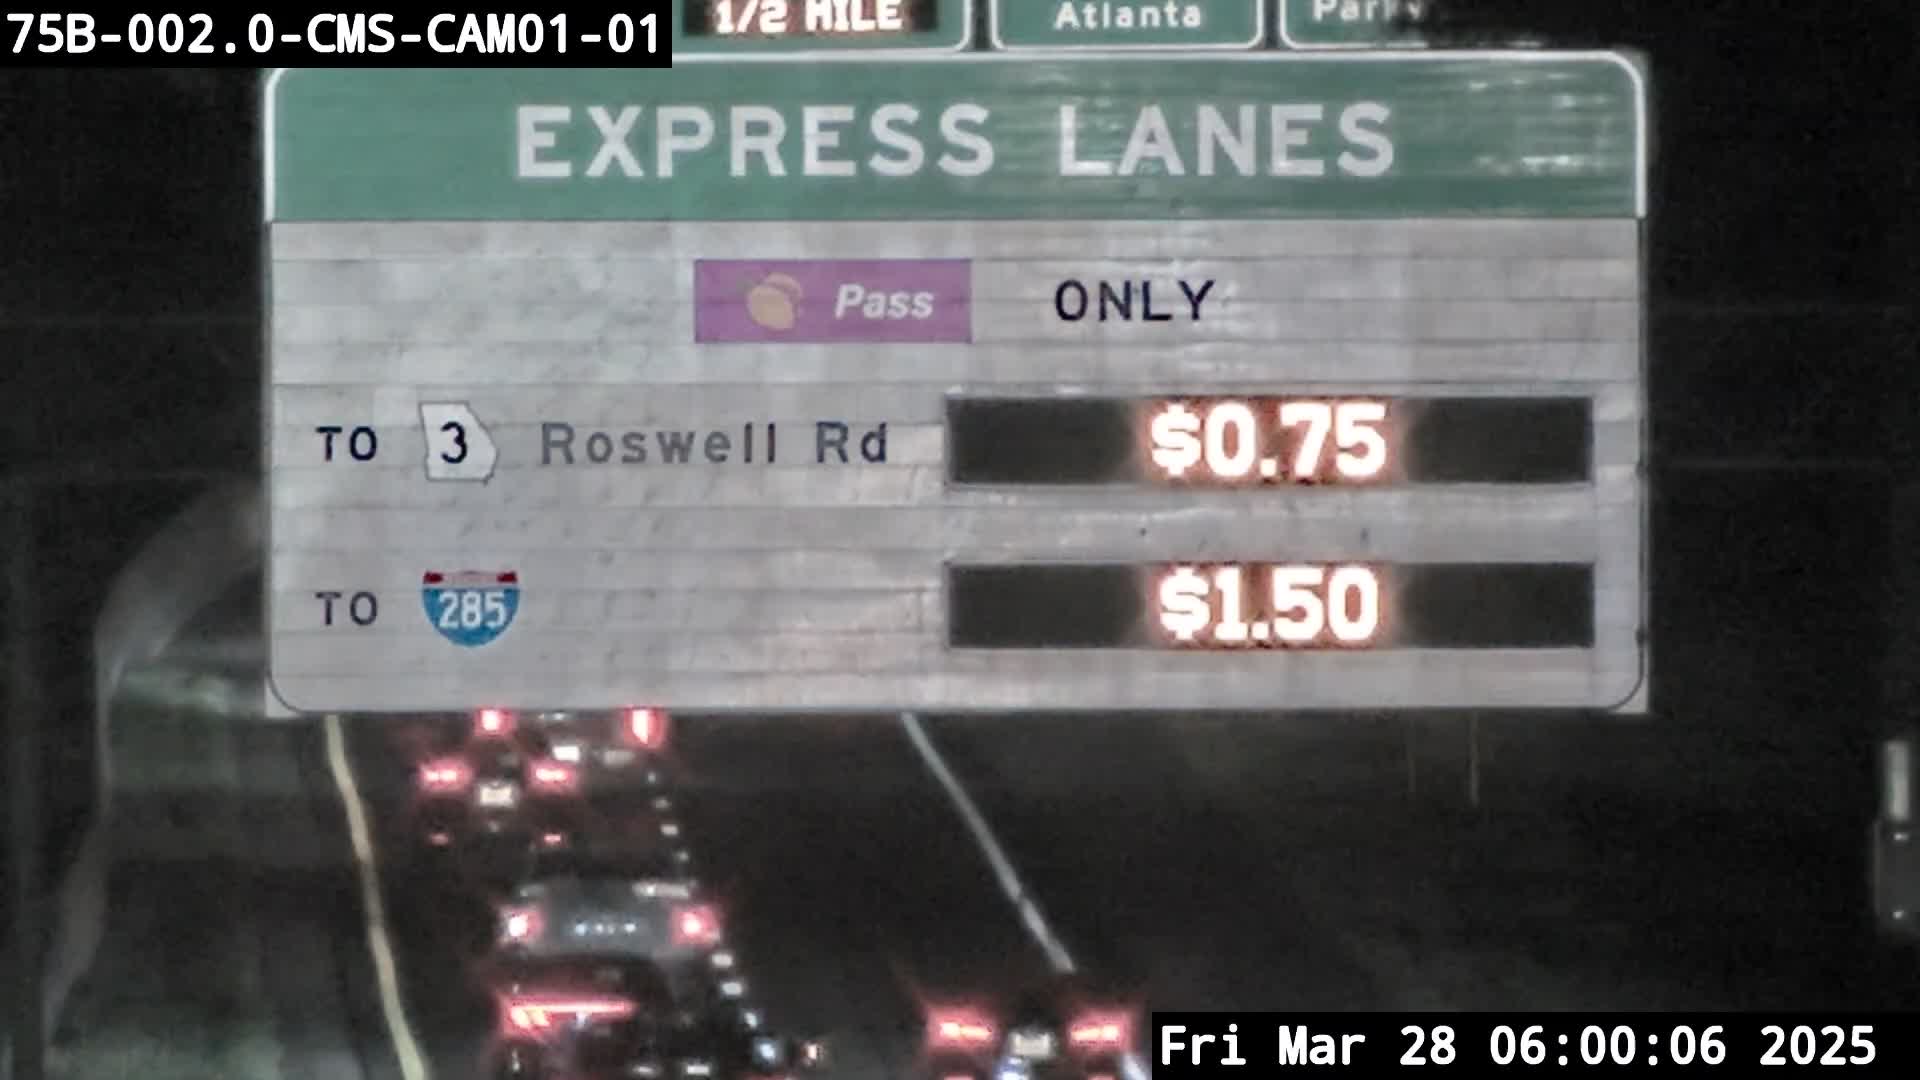 75B-002.0-CMS-CAM01-01
1/2 MILE
Atlanta
EXPRESS LANES
Pass ONLY
TO 3 Roswell Rd $0.75
TO 285 $1.50
Fri Mar 28 06:00:06 2025